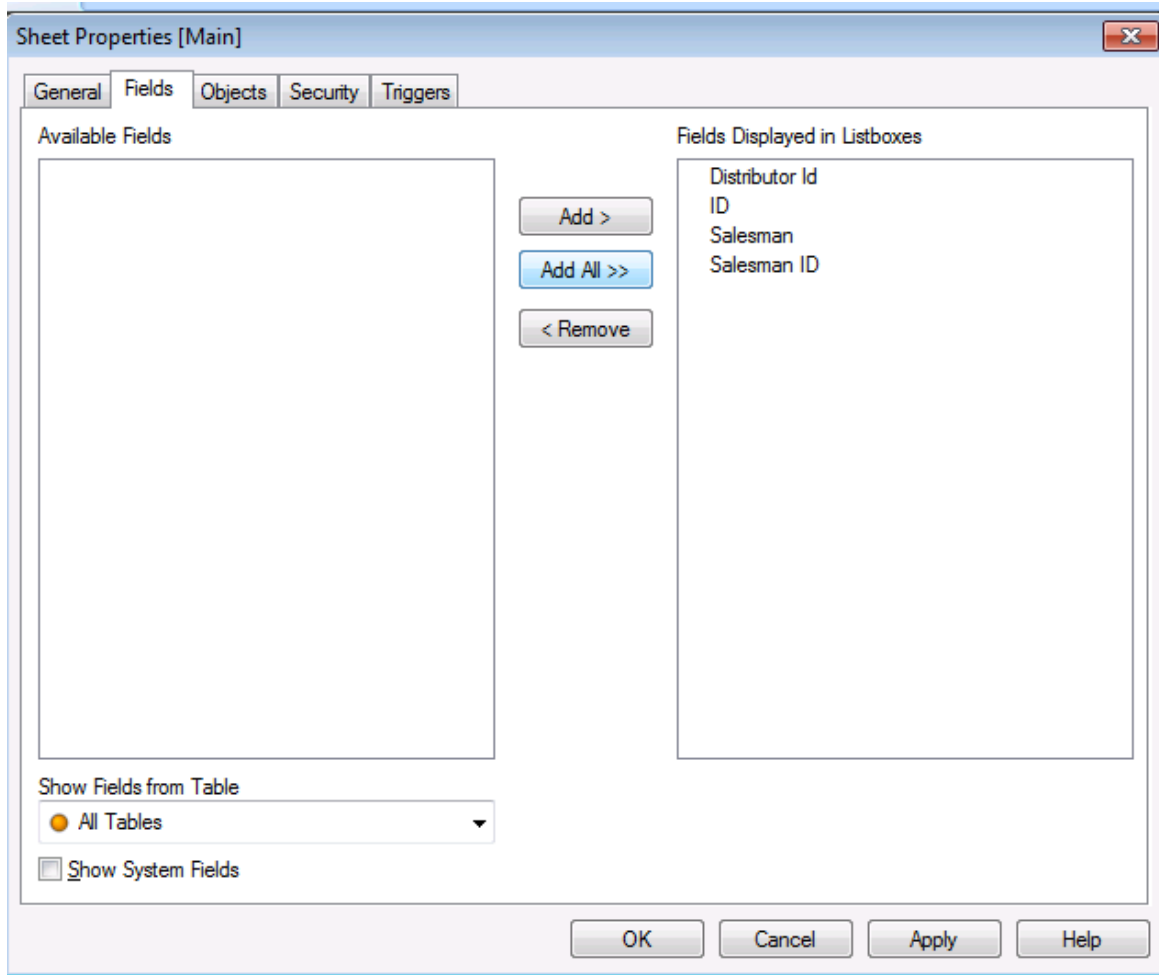 Sheet Properties [Main]
General Fields Objects Security Triggers
Available Fields
Fields Displayed in Listboxes
Distributor Id
ID
Salesman
Salesman ID
Add >
Add All >>
< Remove
Show Fields from Table
All Tables
Show System Fields
OK Cancel Apply Help